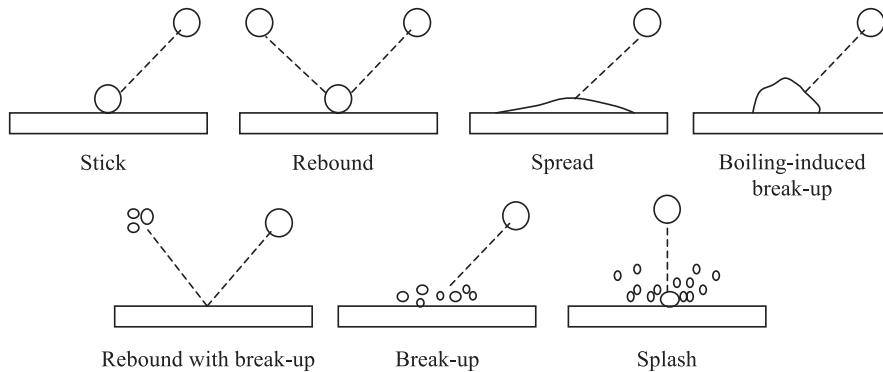 Stick
Rebound
Spread
Boiling-induced
break-up
Rebound with break-up
Break-up
Splash